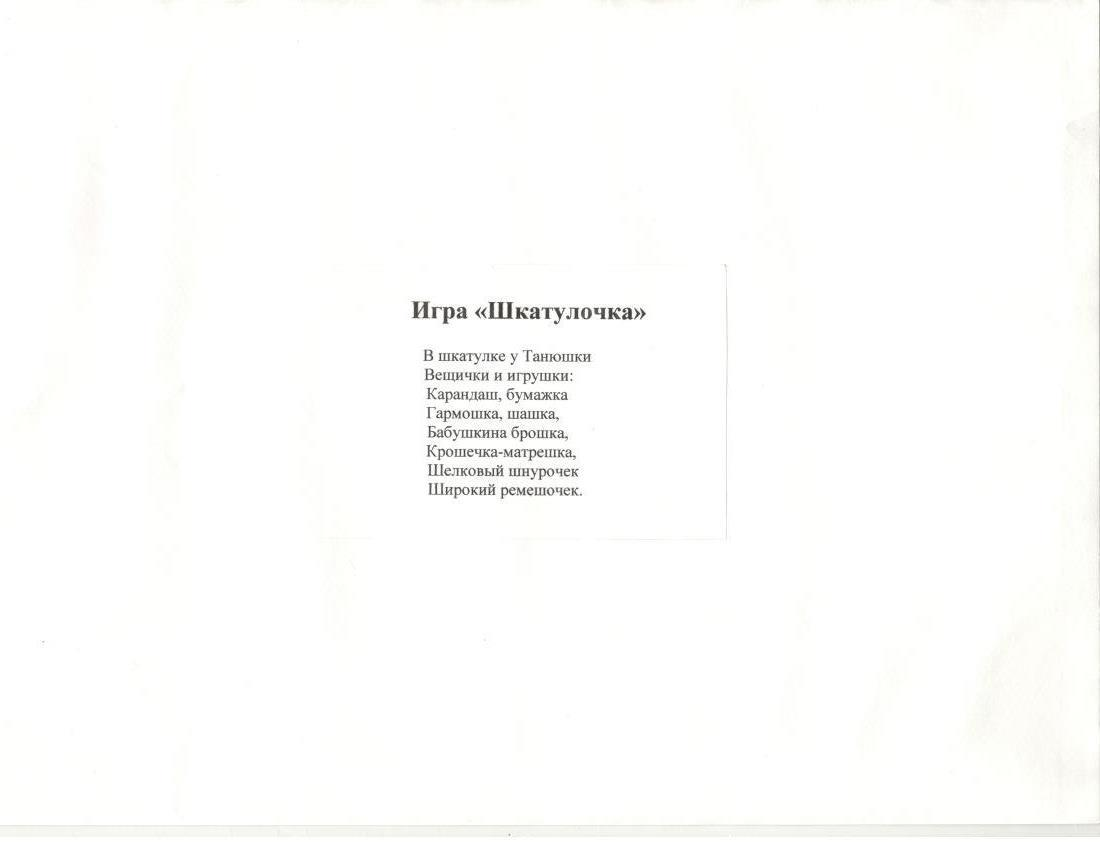 Игра «Шкатулочка»
В шкатулке у Танюшки
Вещички и игрушки:
Карандаш, бумажка
Гармошка, шашка,
Бабушкина брошка,
Крошечка-матрешка,
Шелковый шнурочек
Широкий ремешочек.